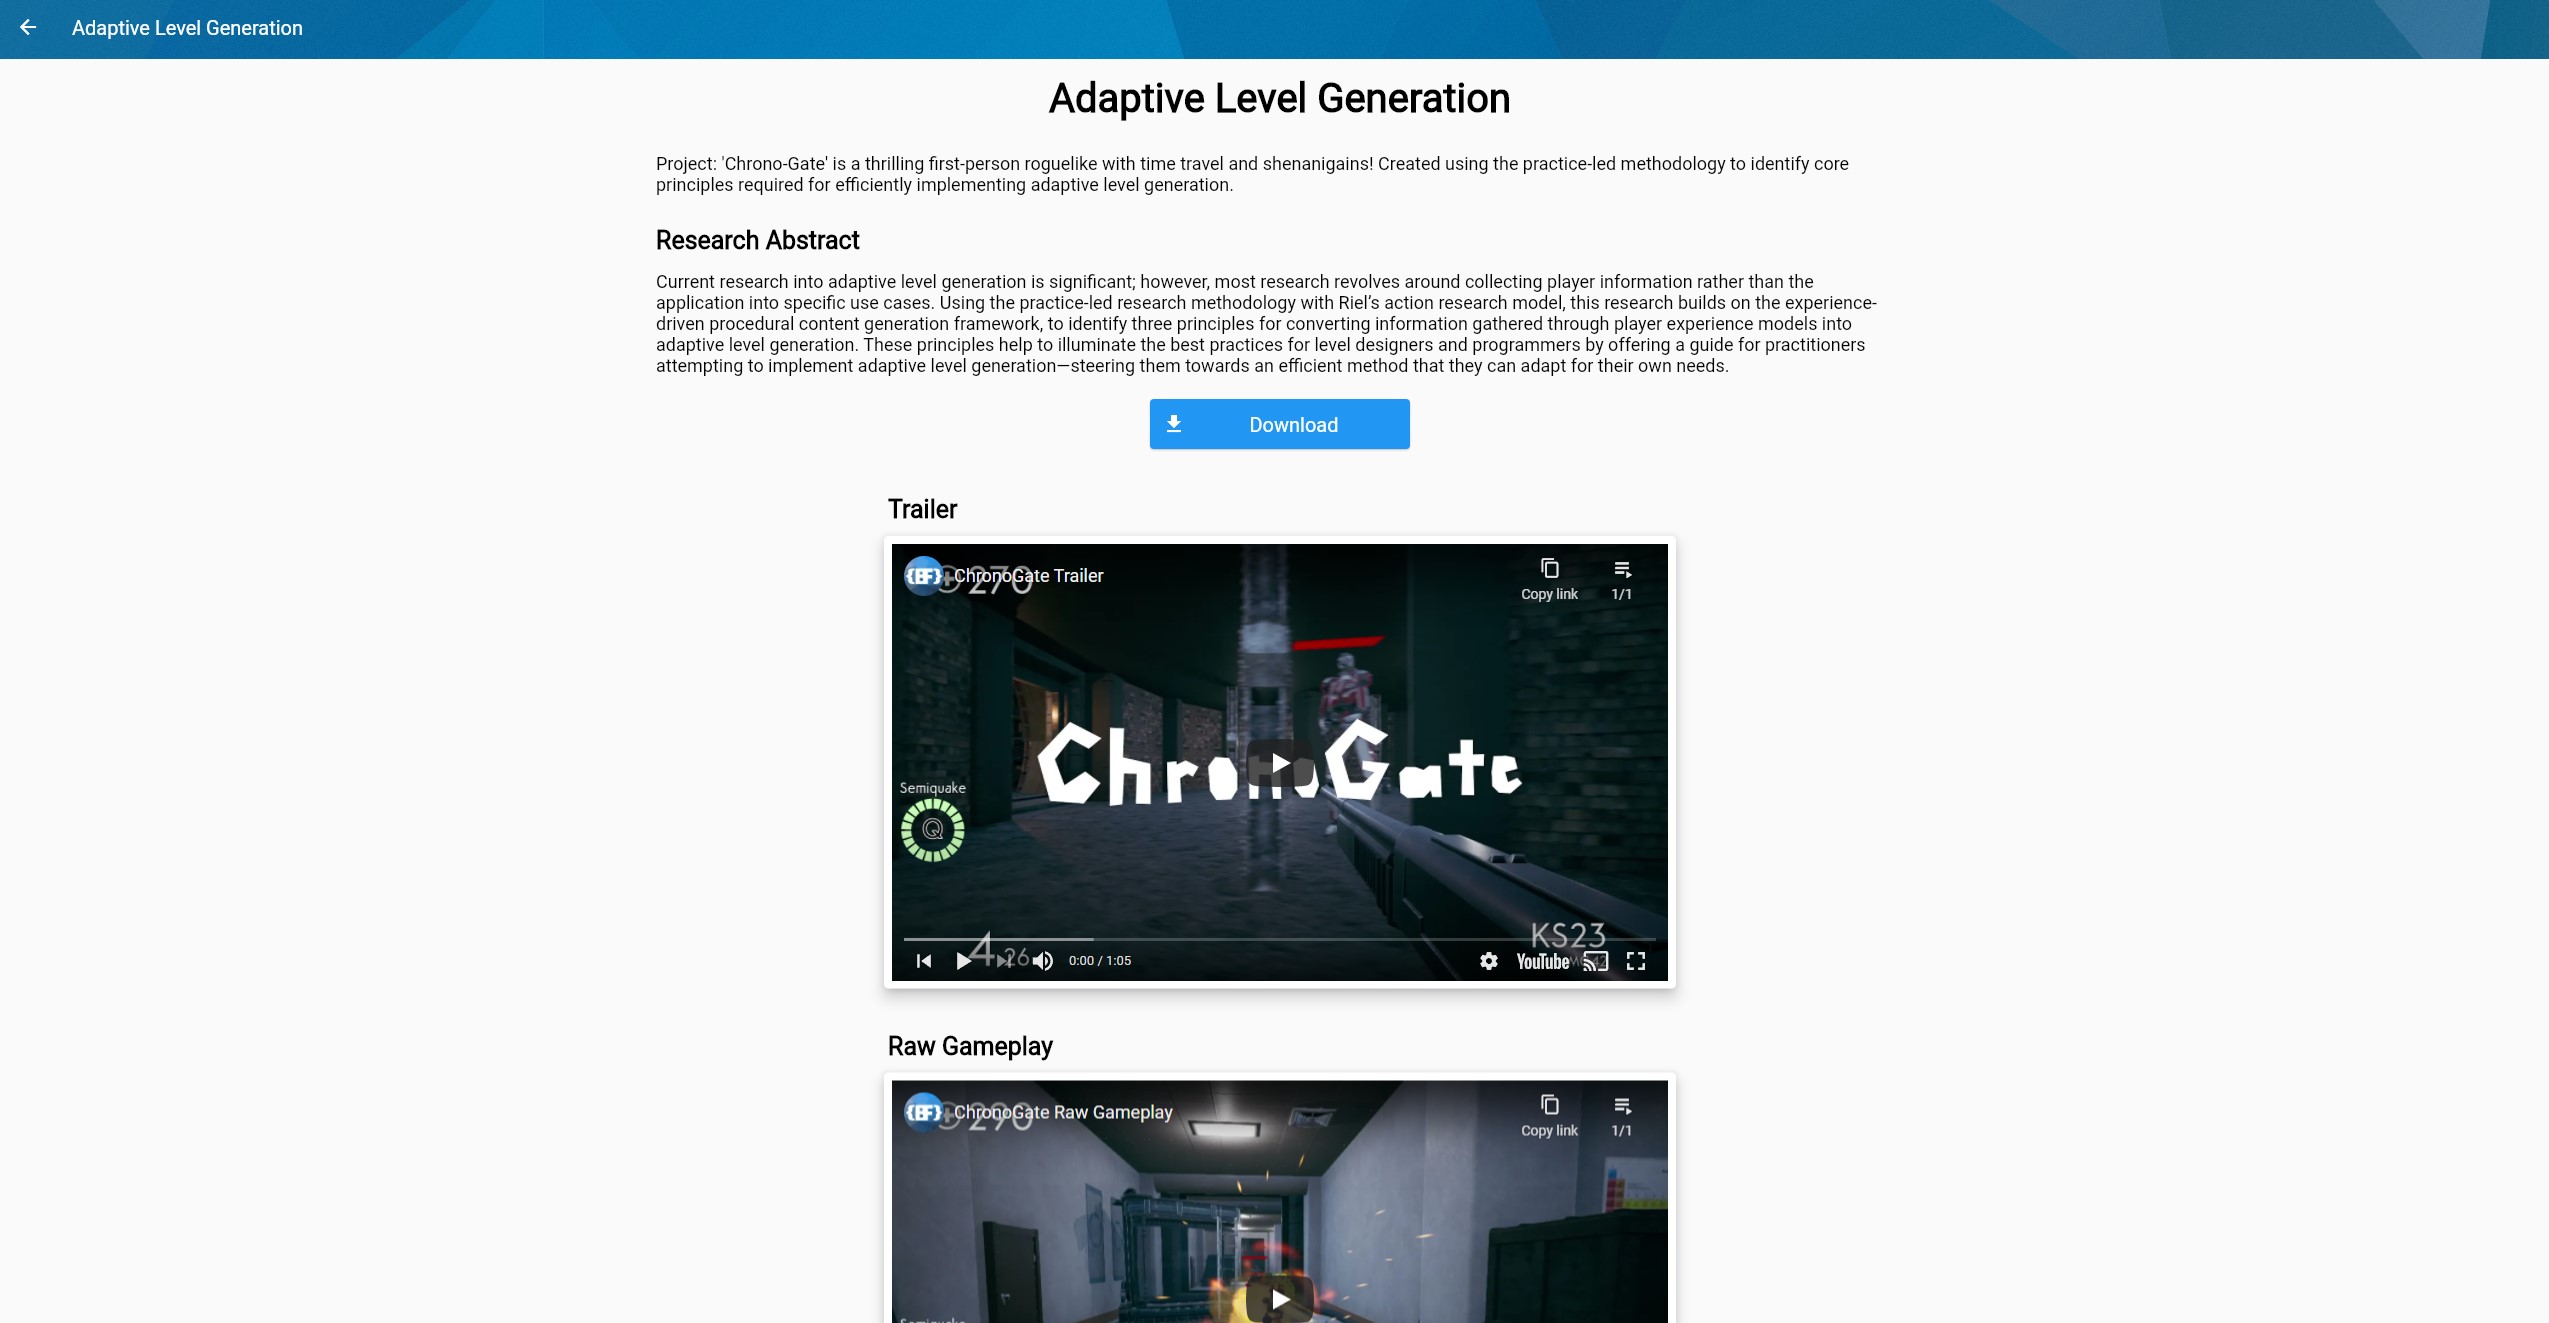 Adaptive Level Generation
Adaptive Level Generation
Project: 'Chrono-Gate' is a thrilling first-person roguelike with time travel and shenanigains! Created using the practice-led methodology to identify core
principles required for efficiently implementing adaptive level generation.
Research Abstract
Current research into adaptive level generation is significant; however, most research revolves around collecting player information rather than the
application into specific use cases. Using the practice-led research methodology with Riel’s action research model, this research builds on the experience-
driven procedural content generation framework, to identify three principles for converting information gathered through player experience models into
adaptive level generation. These principles help to illuminate the best practices for level designers and programmers by offering a guide for practitioners
attempting to implement adaptive level generation—steering them towards an efficient method that they can adapt for their own needs.
Download
Trailer
{BF} 270 ChronoGate Trailer
Copy link 1/1
ChronoGate
Semiquake
Q
KS23
4 26 0:00 / 1:05 YouTube
Raw Gameplay
{BF} 290 ChronoGate Raw Gameplay
Copy link 1/1
Semiquake